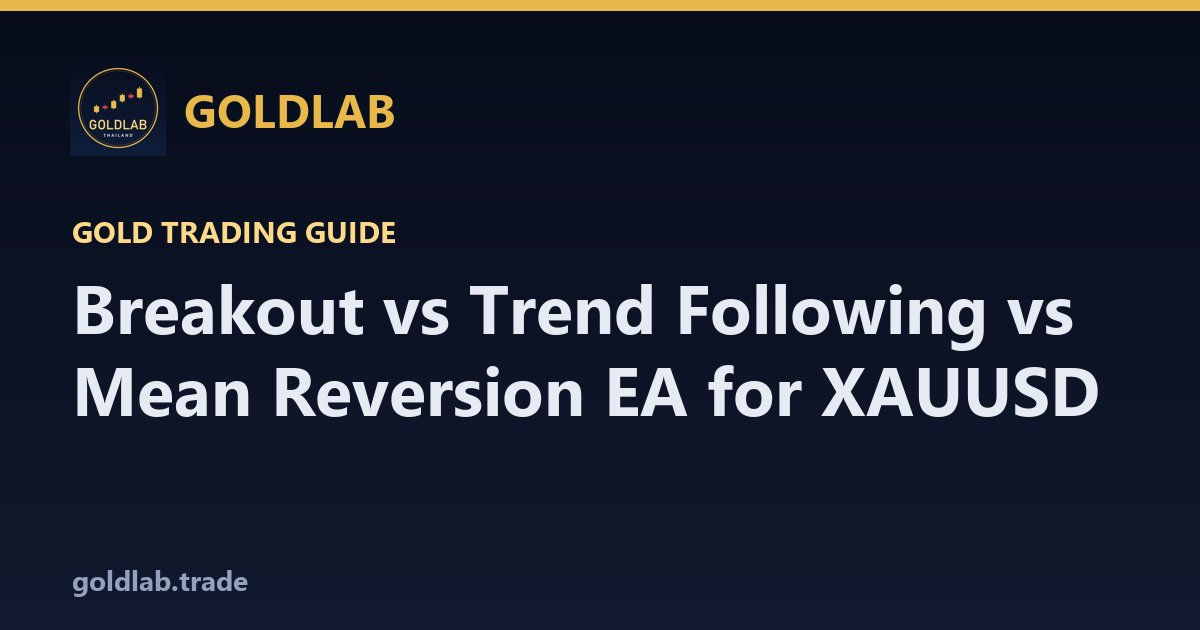 GOLDLAB
THAILAND
GOLDLAB
GOLD TRADING GUIDE
Breakout vs Trend Following vs
Mean Reversion EA for XAUUSD
goldlab.trade